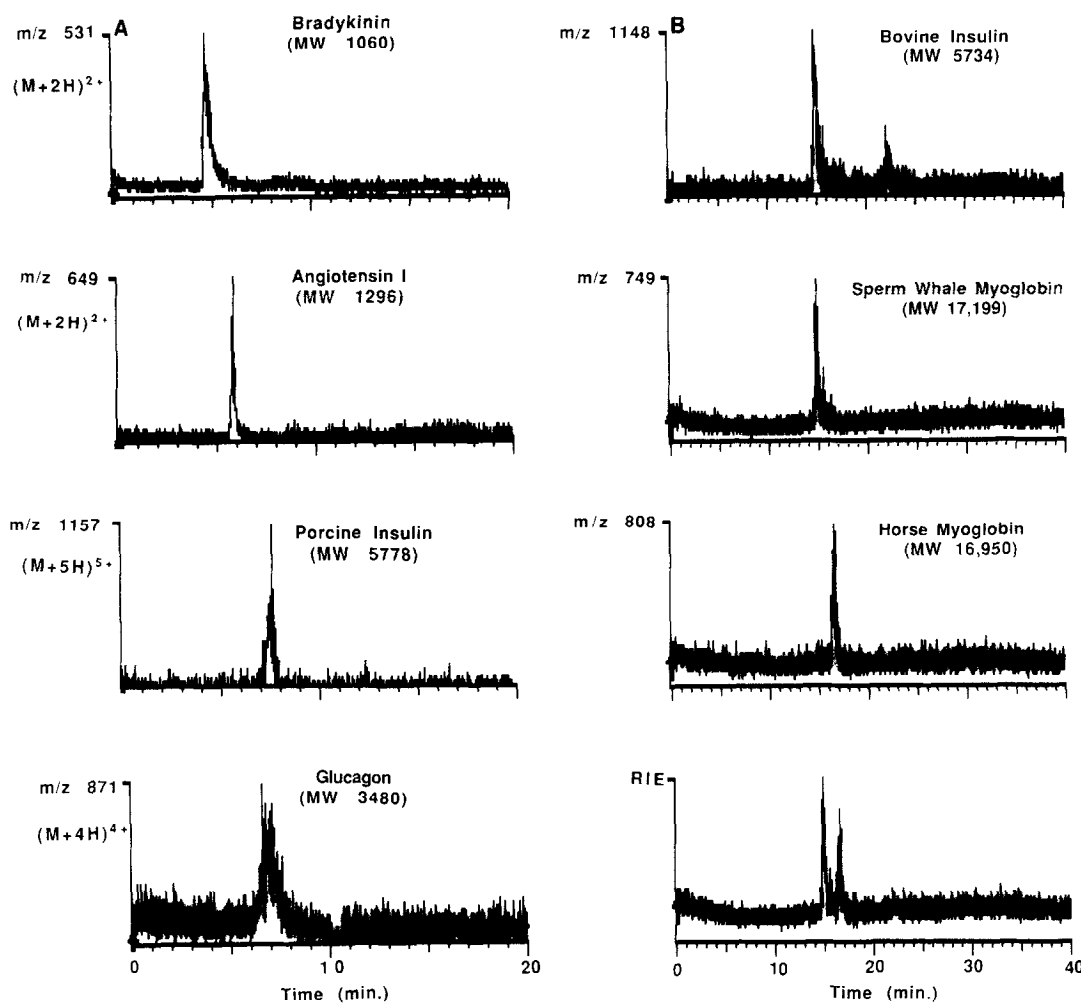 A
Bradykinin
(MW 1060)
m/z 531
(M+2H)2+
Angiotensin I
(MW 1296)
m/z 649
(M+2H)2+
Porcine Insulin
(MW 5778)
m/z 1157
(M+5H)5+
Glucagon
(MW 3480)
m/z 871
(M+4H)4+
0 10 20
Time (min.)
B
Bovine Insulin
(MW 5734)
m/z 1148
Sperm Whale Myoglobin
(MW 17,199)
m/z 749
Horse Myoglobin
(MW 16,950)
m/z 808
RIE
0 10 20 30 40
Time (min.)